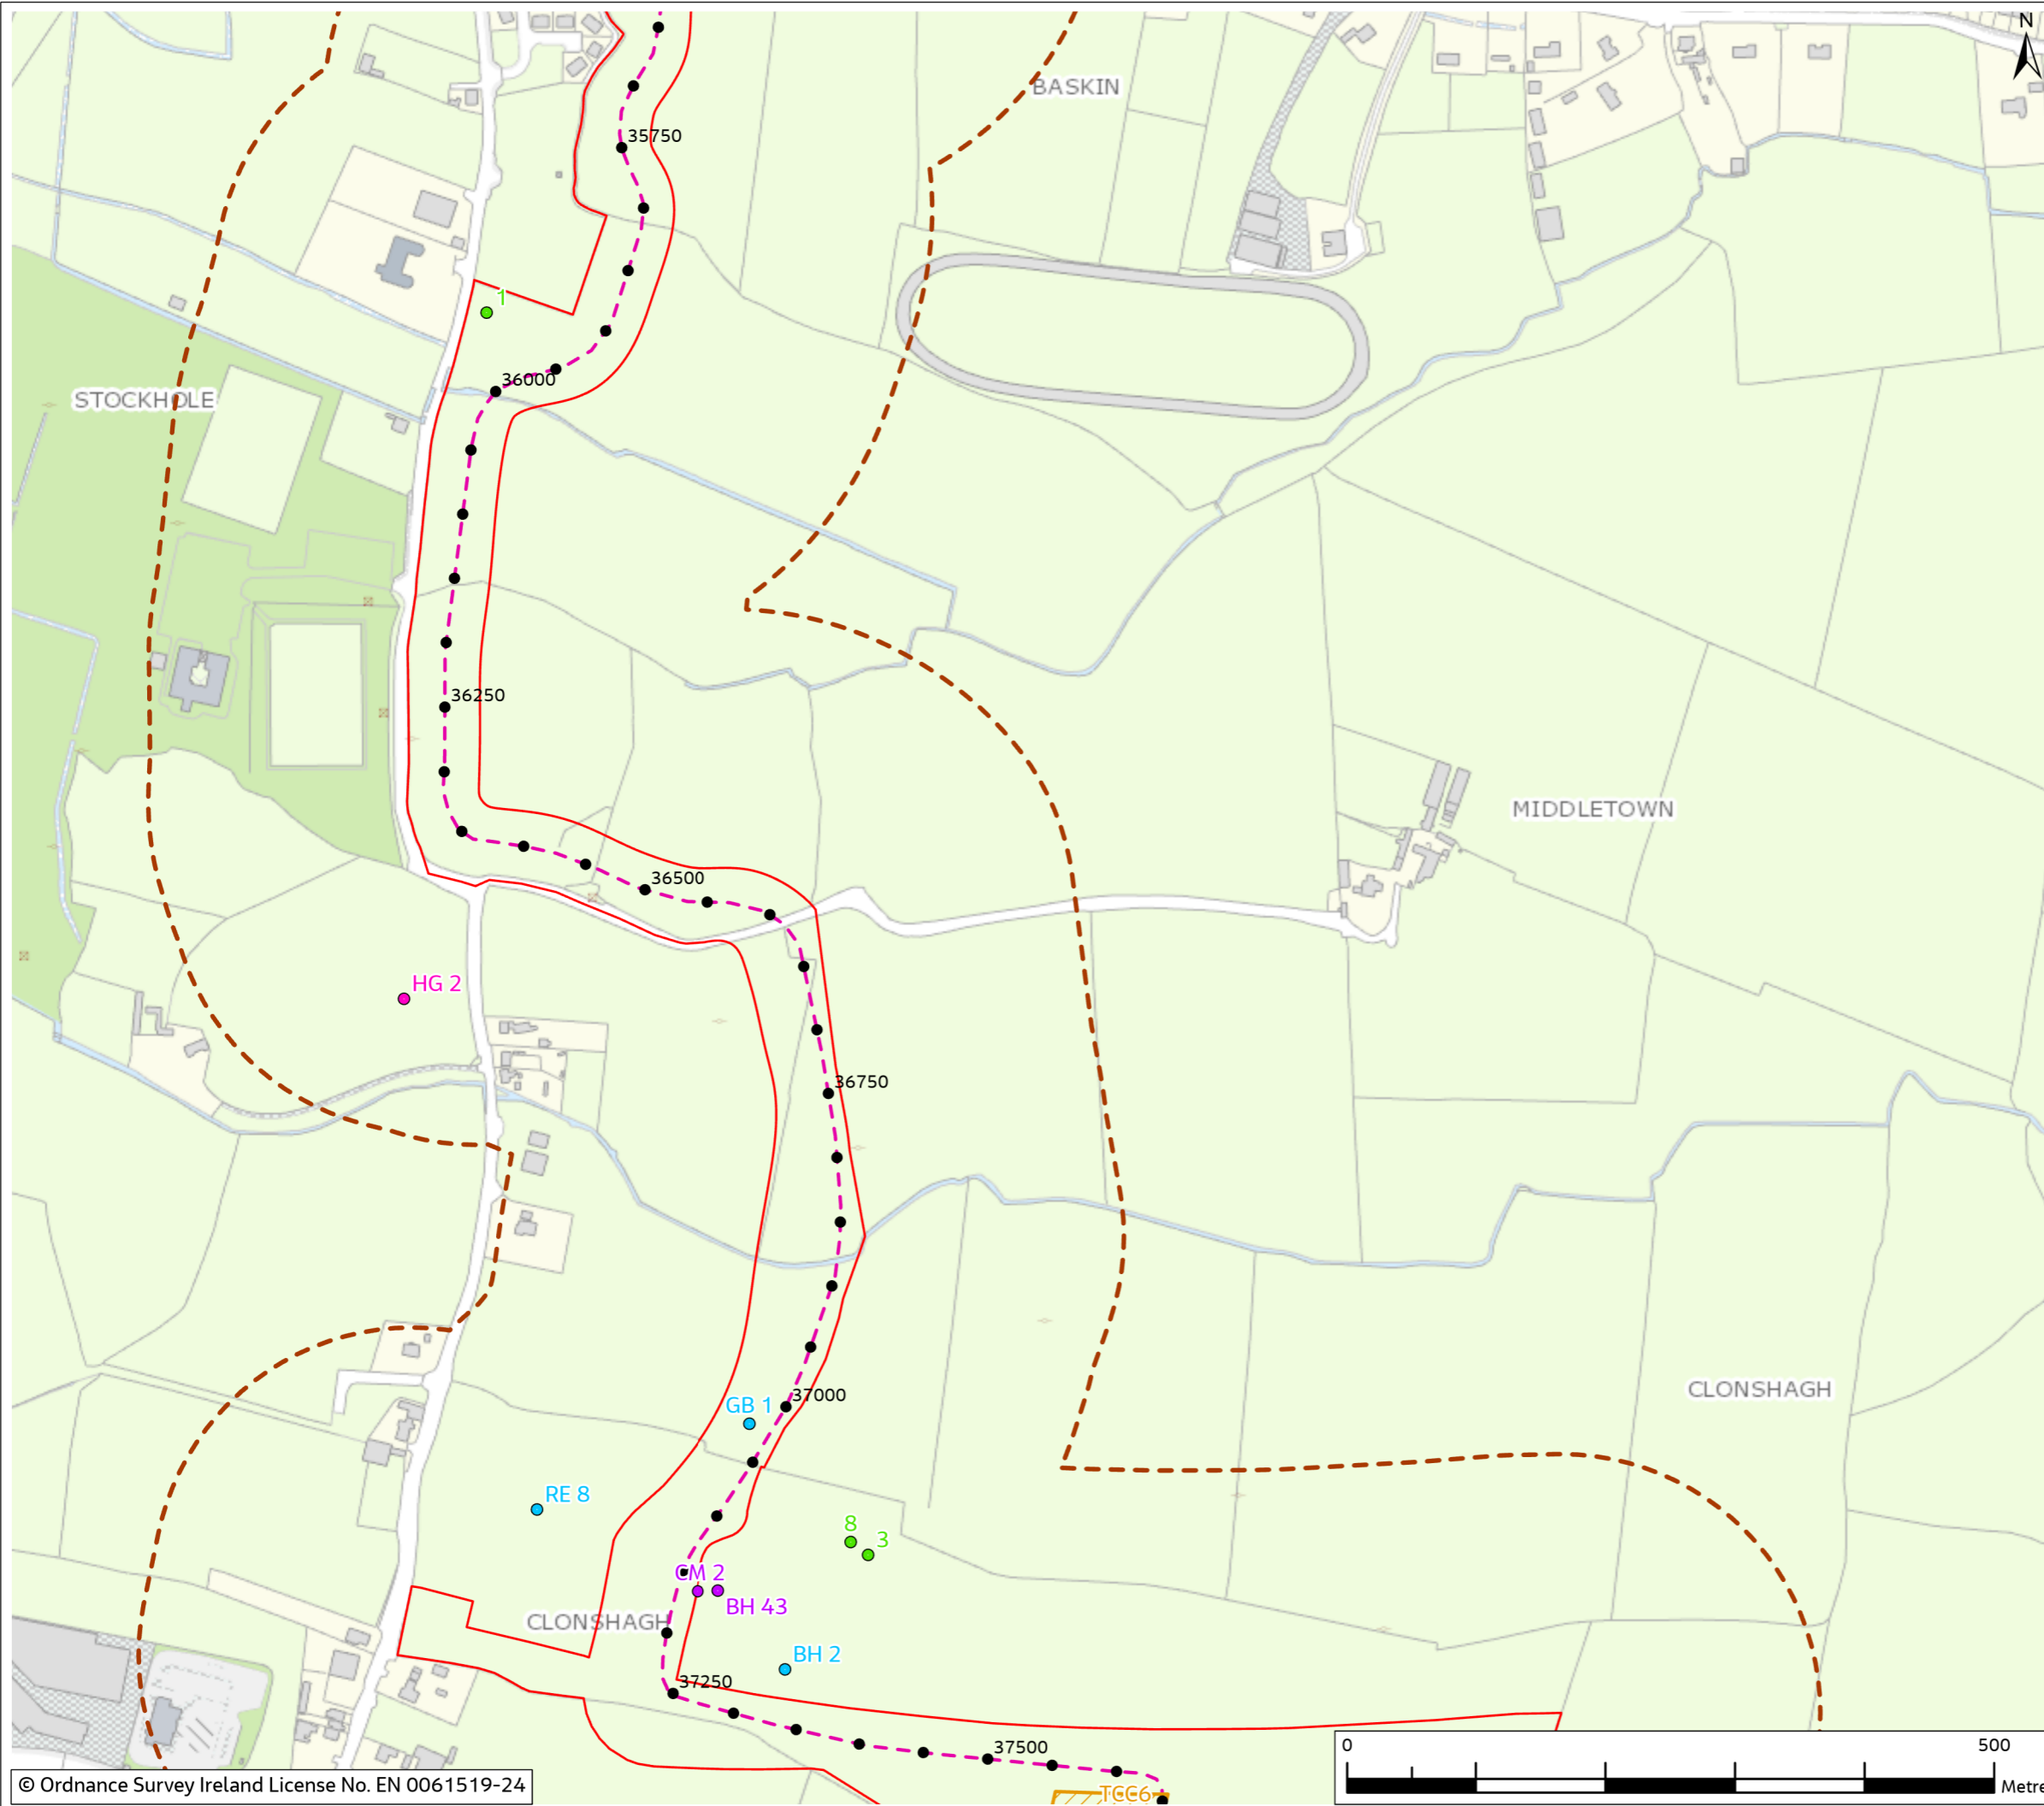 N
BASKIN
35750
1
36000
STOCKHOLE
36250
MIDDLETOWN
36500
HG 2
36750
CLONSHAGH
37000
GB 1
RE 8
8
3
CM 2
BH 43
CLONSHAGH
BH 2
37250
37500
0 500
Metre
TCC6
© Ordnance Survey Ireland License No. EN 0061519-24